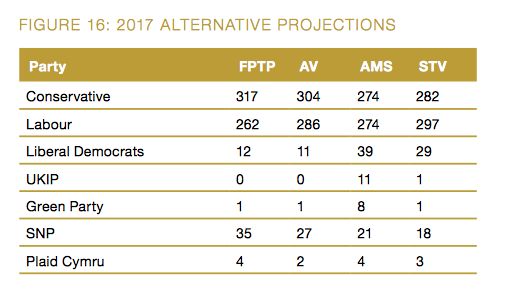 FIGURE 16: 2017 ALTERNATIVE PROJECTIONS
Party FPTP AV AMS STV
Conservative 317 304 274 282
Labour 262 286 274 297
Liberal Democrats 12 11 39 29
UKIP 0 0 11 1
Green Party 1 1 8 1
SNP 35 27 21 18
Plaid Cymru 4 2 4 3